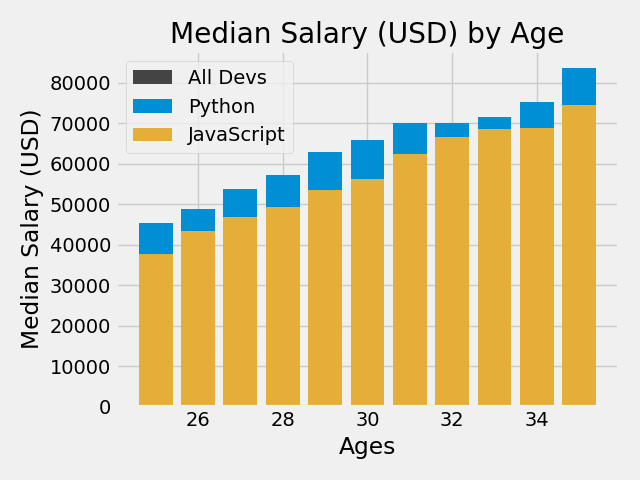 Median Salary (USD) by Age
All Devs
Python
JavaScript
Median Salary (USD)
80000
70000
60000
50000
40000
30000
20000
10000
0
26 28 30 32 34
Ages